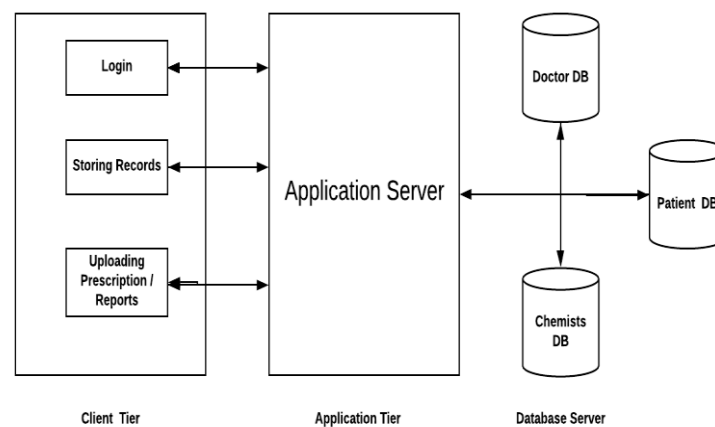 Login
Storing Records
Uploading
Prescription /
Reports
Application Server
Doctor DB
Patient DB
Chemists
DB
Client Tier
Application Tier
Database Server